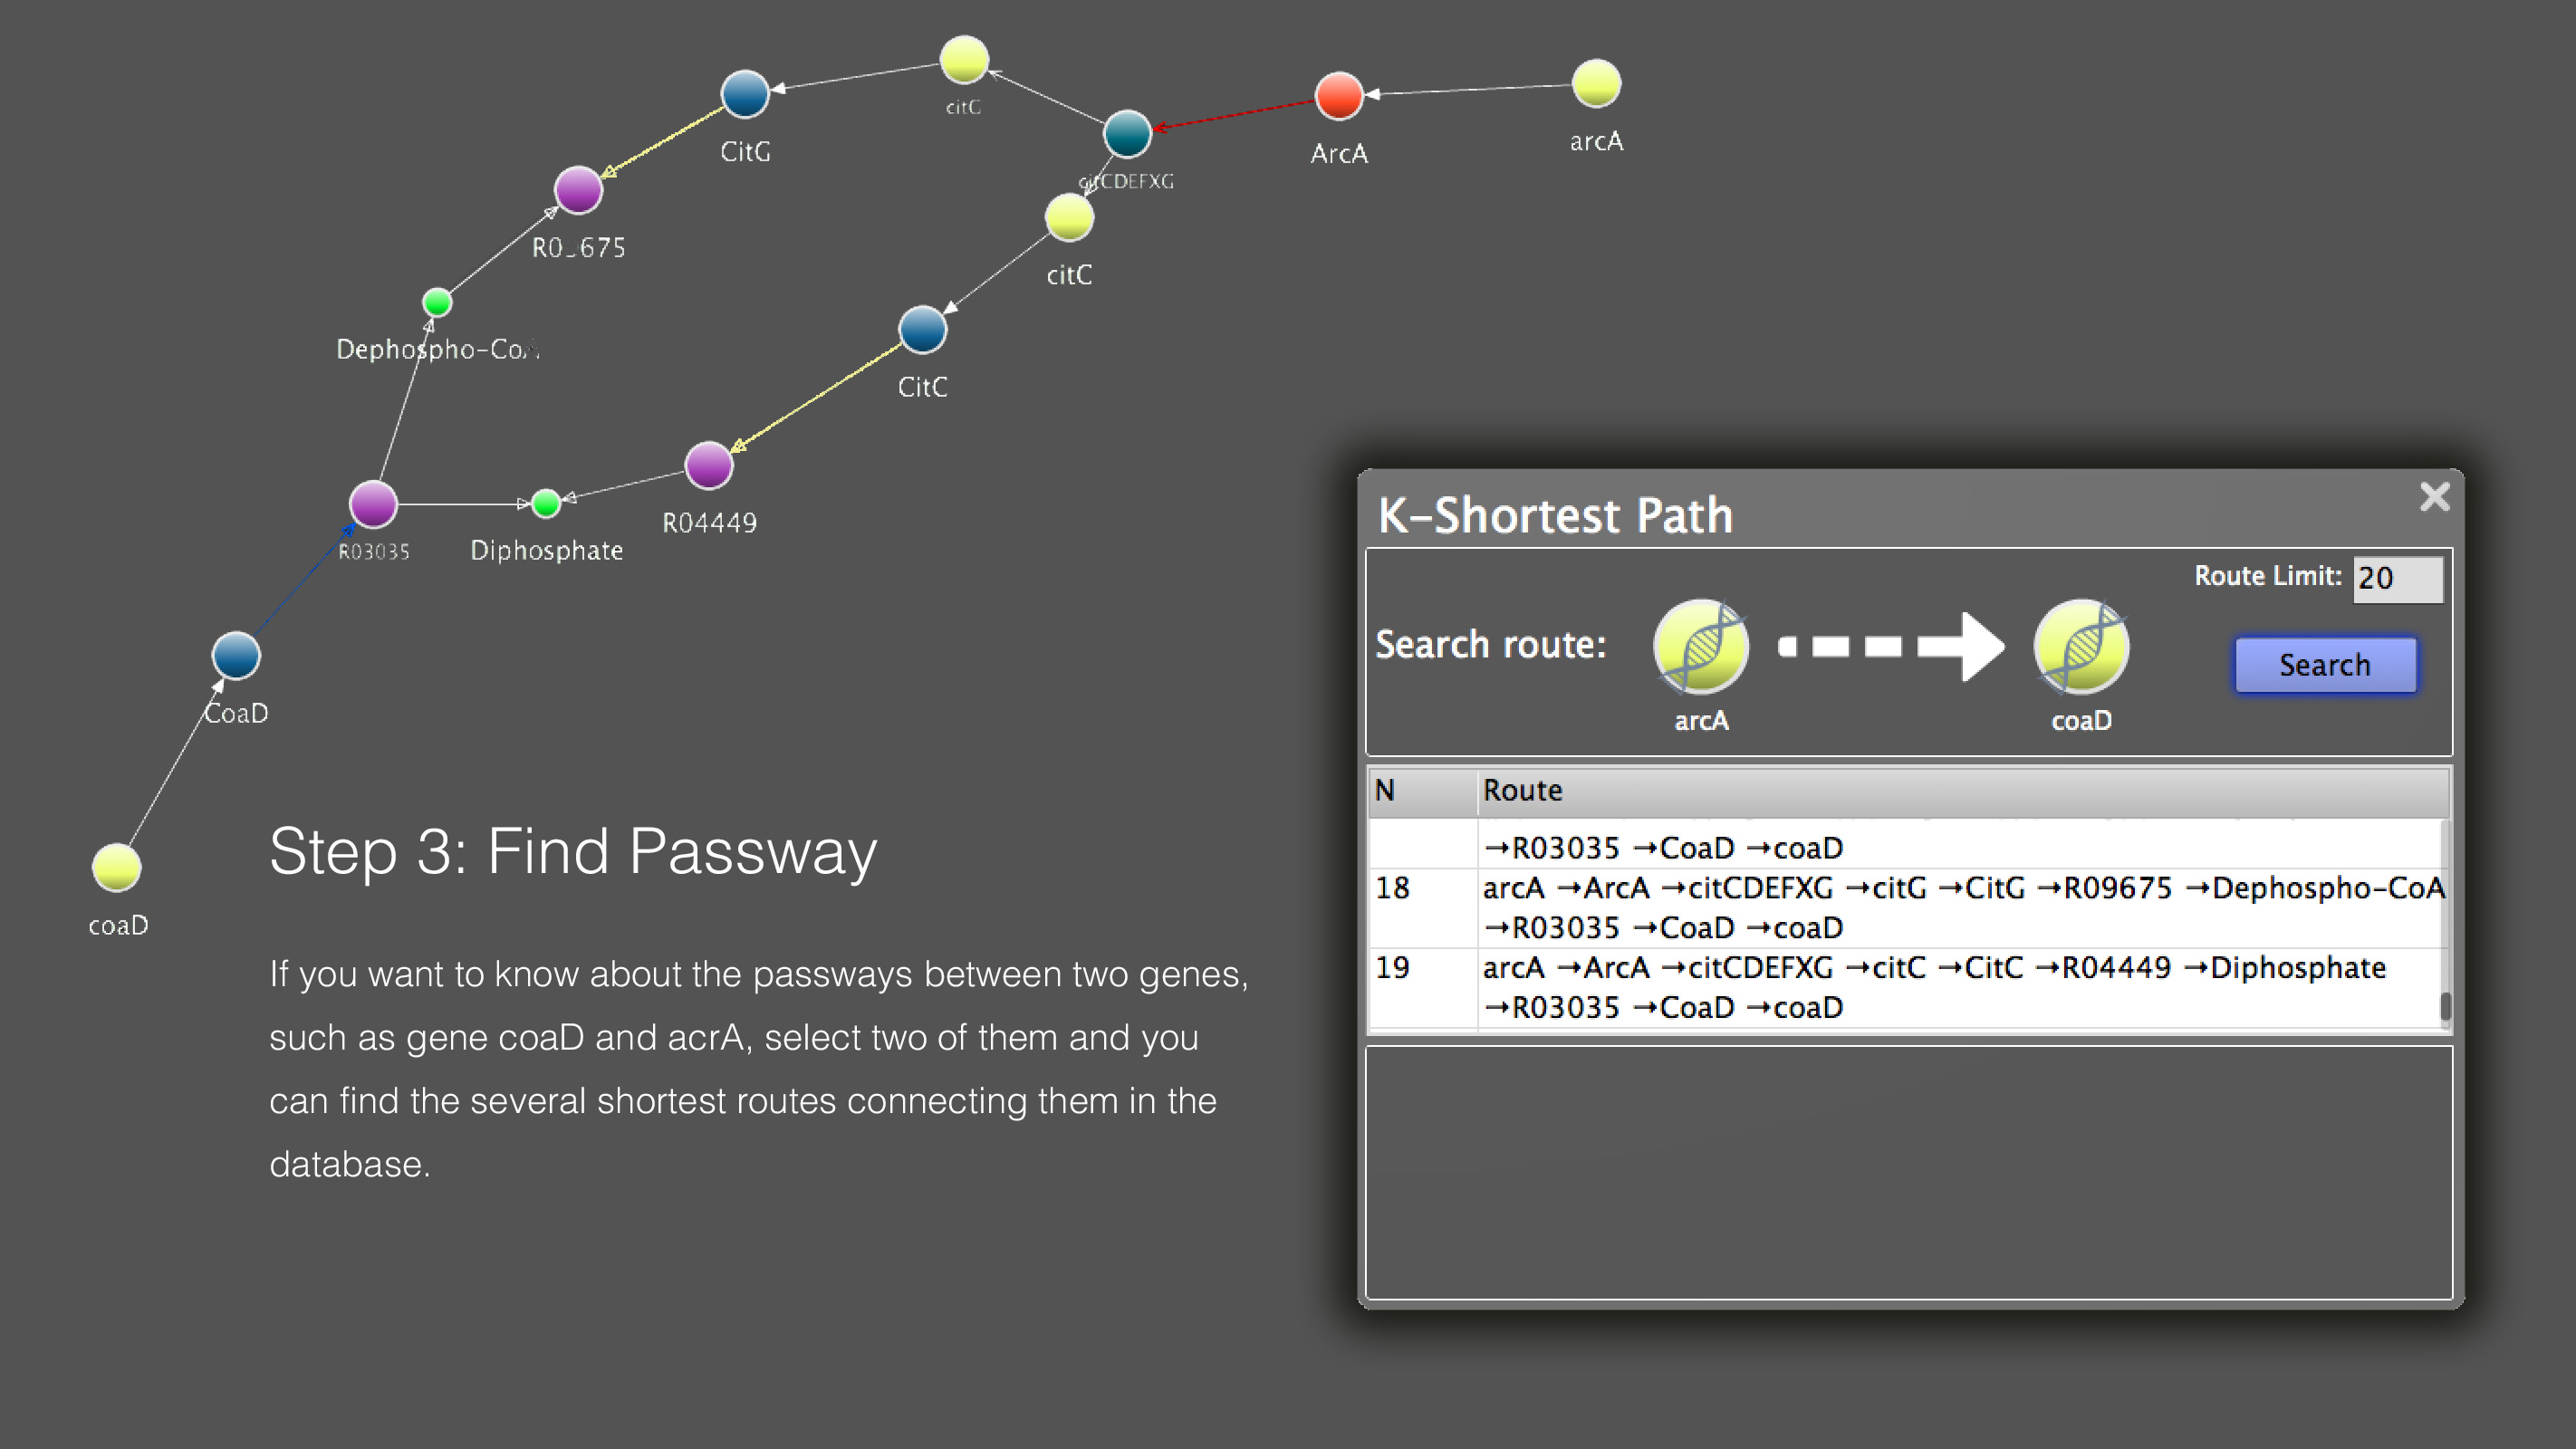 citG
CitG
ArcA
arcA
citCDEFXG
citC
CitC
Dephospho-CoA
R04449
R03035
Diphosphate
CoaD
coaD
Step 3: Find Passway
If you want to know about the passways between two genes,
such as gene coaD and acrA, select two of them and you
can find the several shortest routes connecting them in the
database.
K-Shortest Path
Route Limit: 20
Search route:
arcA
coaD
Search
N Route
→R03035 →CoaD →coaD
18 arcA →ArcA →citCDEFXG →citG →CitG →R09675 →Dephospho-CoA
→R03035 →CoaD →coaD
19 arcA →ArcA →citCDEFXG →citC →CitC →R04449 →Diphosphate
→R03035 →CoaD →coaD